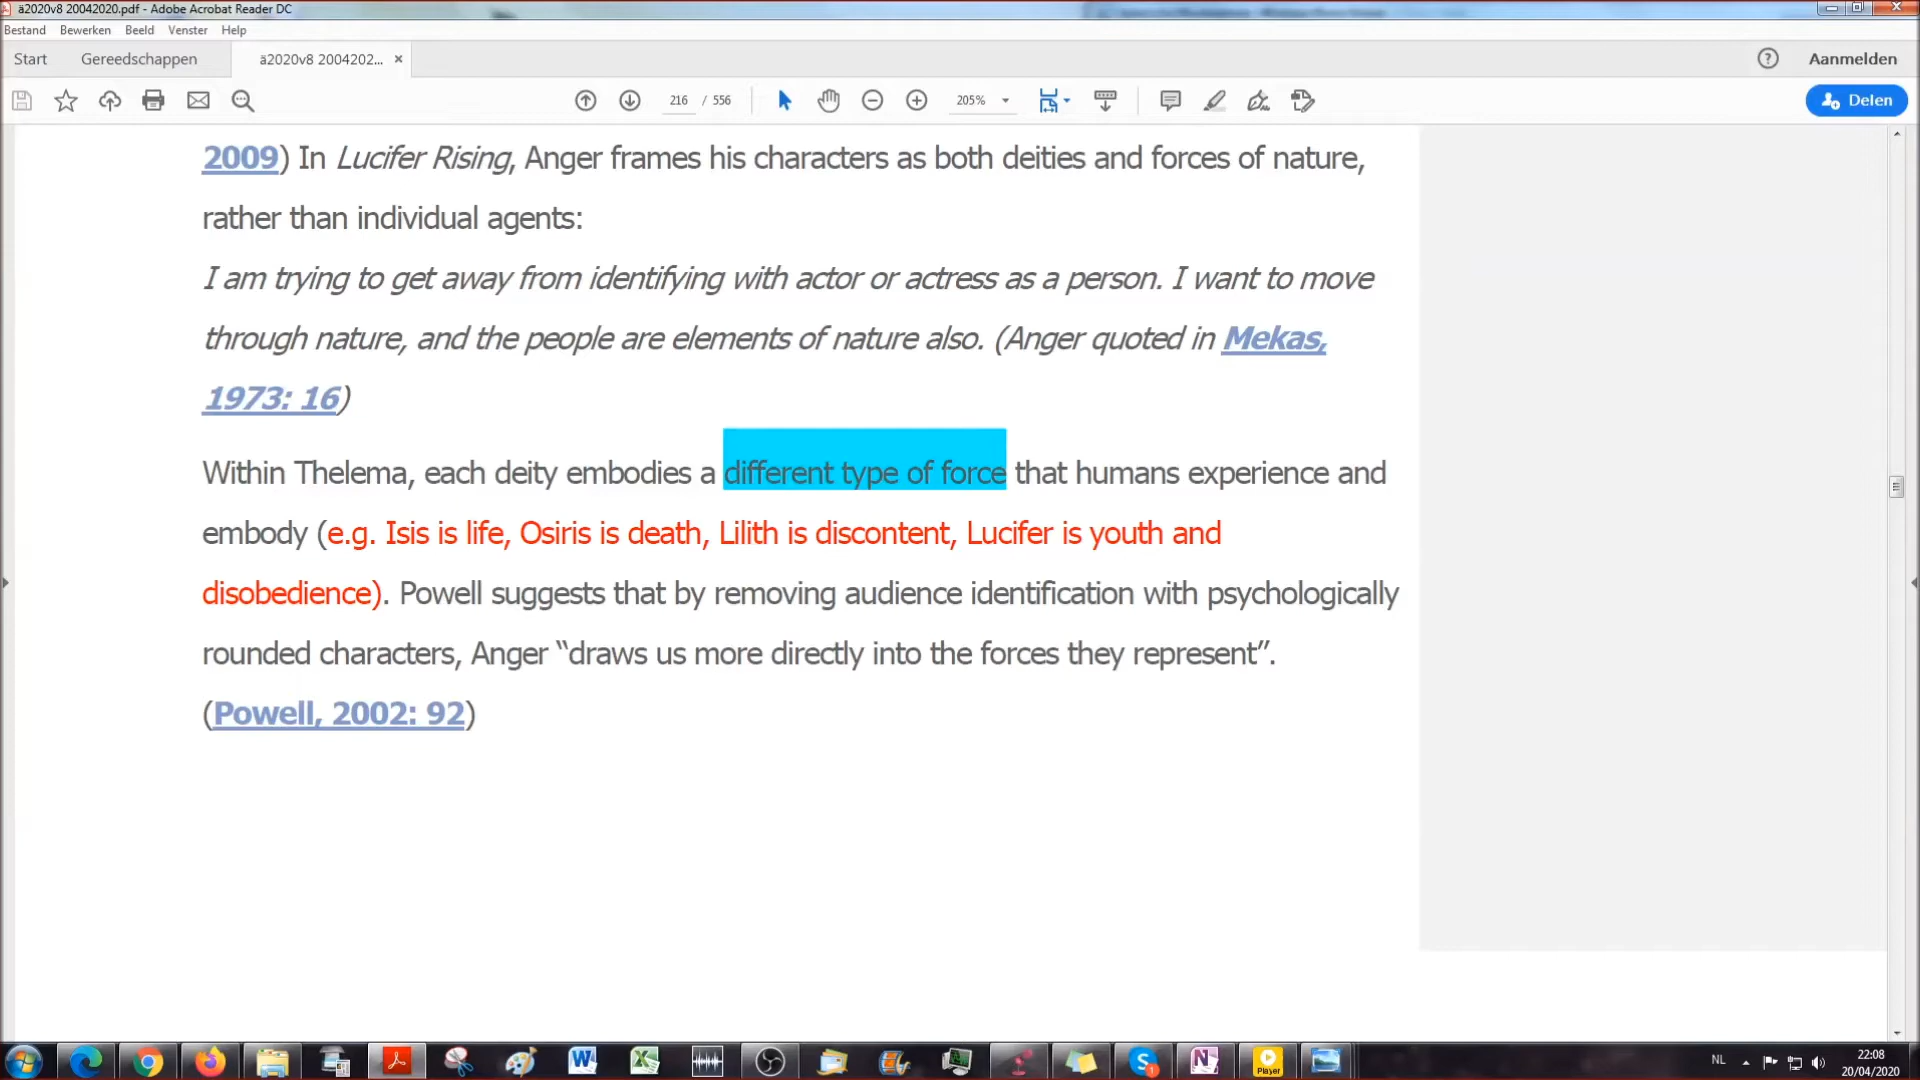 ä2020v8 20042020.pdf - Adobe Acrobat Reader DC
Bestand Bewerken Beeld Venster Help
Start Gereedschappen ä2020v8 2004202... × Aanmelden
216 / 556 205% Delen
2009) In Lucifer Rising, Anger frames his characters as both deities and forces of nature,
rather than individual agents:
I am trying to get away from identifying with actor or actress as a person. I want to move
through nature, and the people are elements of nature also. (Anger quoted in Mekas,
1973: 16)
Within Thelema, each deity embodies a different type of force that humans experience and
embody (e.g. Isis is life, Osiris is death, Lilith is discontent, Lucifer is youth and
disobedience). Powell suggests that by removing audience identification with psychologically
rounded characters, Anger “draws us more directly into the forces they represent”.
(Powell, 2002: 92)
Player
NL 22:08
20/04/2020